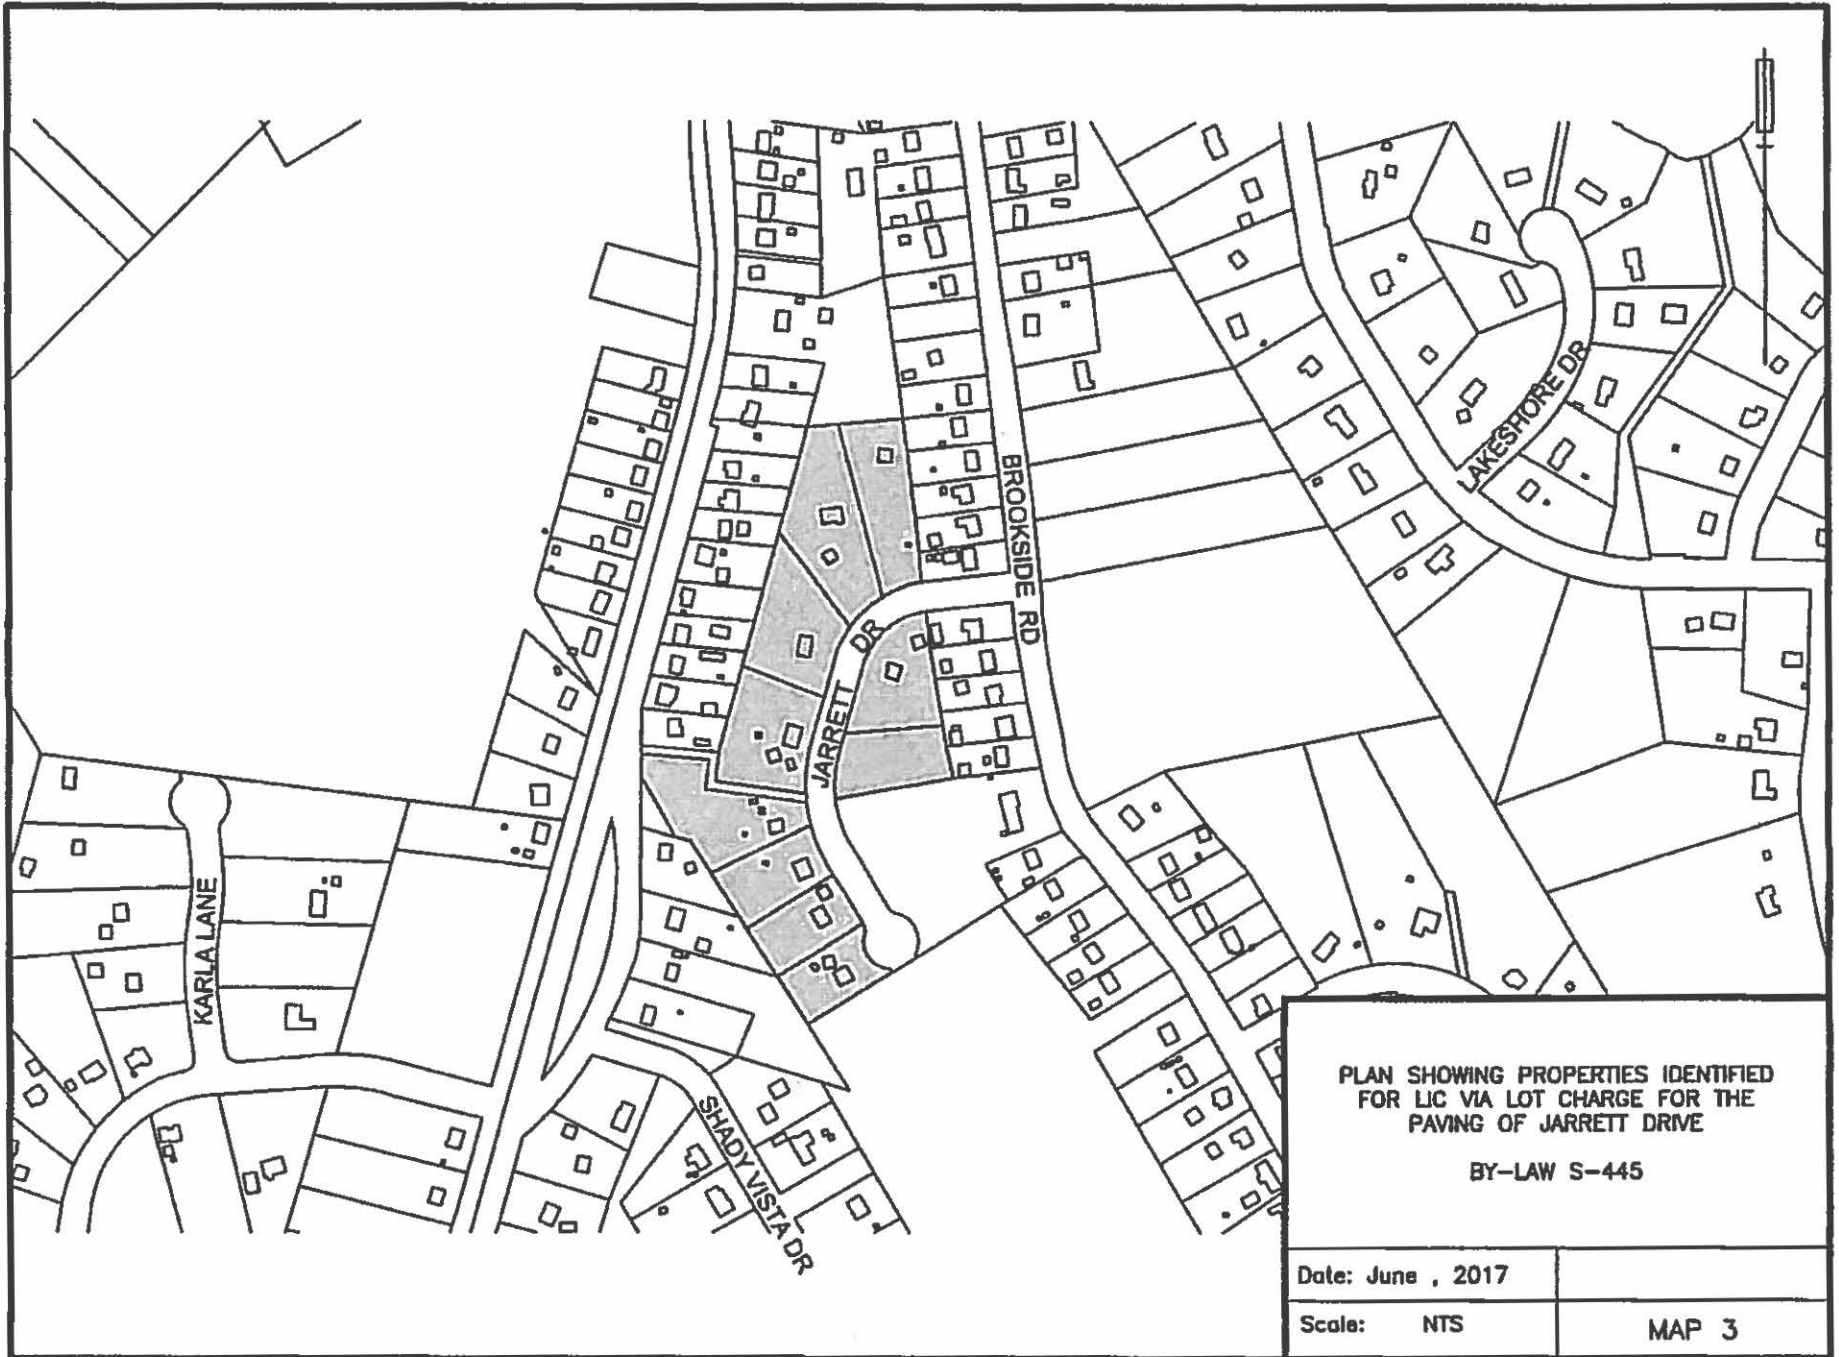 LAKESHORE DR
BROOKSIDE RD
JARRETT DR
KARLA LANE
SHADY VISTA DR
PLAN SHOWING PROPERTIES IDENTIFIED
FOR LIC VIA LOT CHARGE FOR THE
PAVING OF JARRETT DRIVE
BY-LAW S-445
Date: June , 2017
Scale: NTS
MAP 3